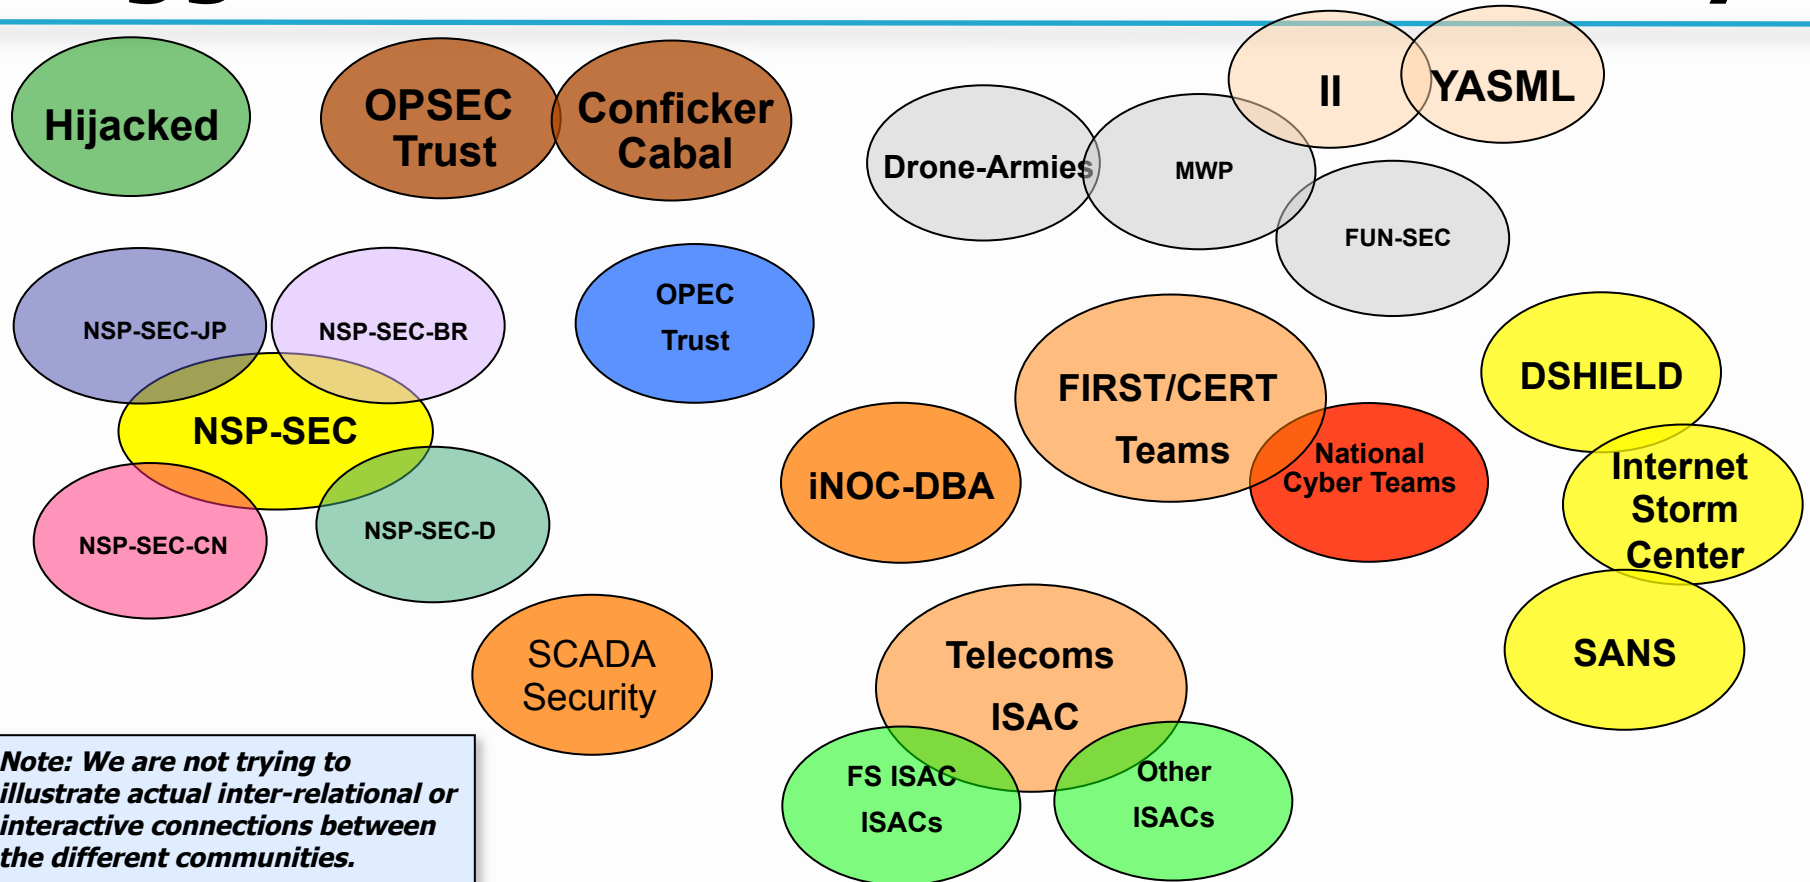 Hijacked
OPSEC
Trust
Conficker
Cabal
Drone-Armies
MWP
II
YASML
FUN-SEC
NSP-SEC-JP
NSP-SEC-BR
NSP-SEC
NSP-SEC-CN
NSP-SEC-D
OPEC
Trust
iNOC-DBA
FIRST/CERT
Teams
National
Cyber Teams
DSHIELD
Internet
Storm
Center
SANS
SCADA
Security
Telecoms
ISAC
FS ISAC
ISACs
Other
ISACs
Note: We are not trying to
illustrate actual inter-relational or
interactive connections between
the different communities.